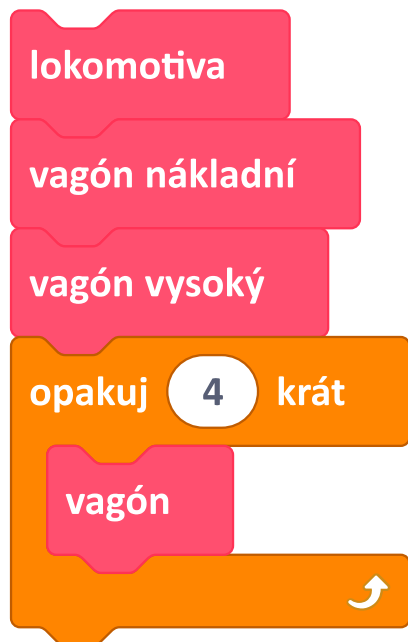 lokomotiva
vagón nákladní
vagón vysoký
opakuj 4 krát
vagón